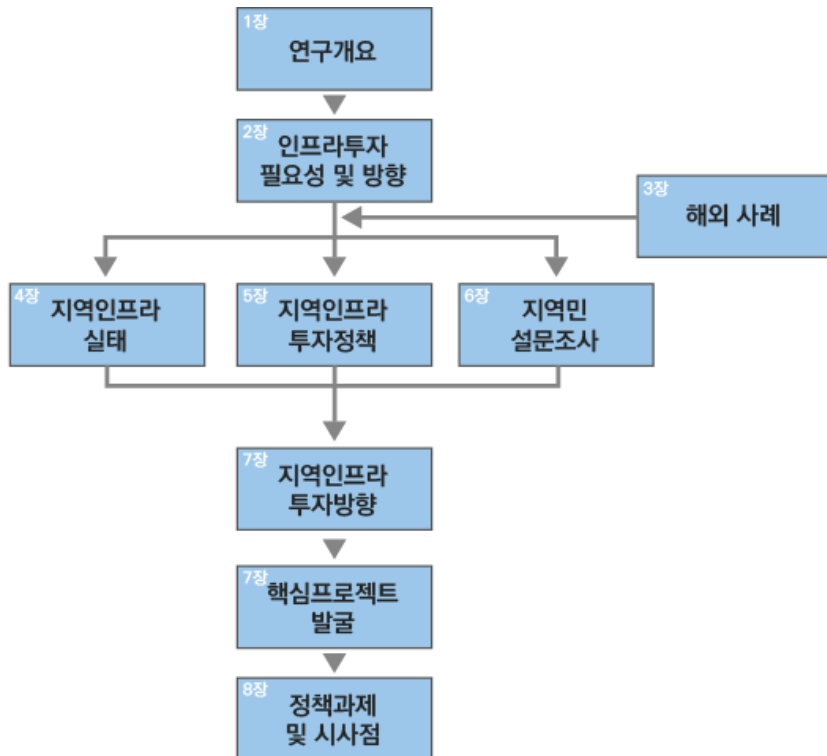 1장
연구개요
2장
인프라투자
필요성 및 방향
3장
해외 사례
4장
지역인프라
실태
5장
지역인프라
투자정책
6장
지역민
설문조사
7장
지역인프라
투자방향
7장
핵심프로젝트
발굴
8장
정책과제
및 시사점